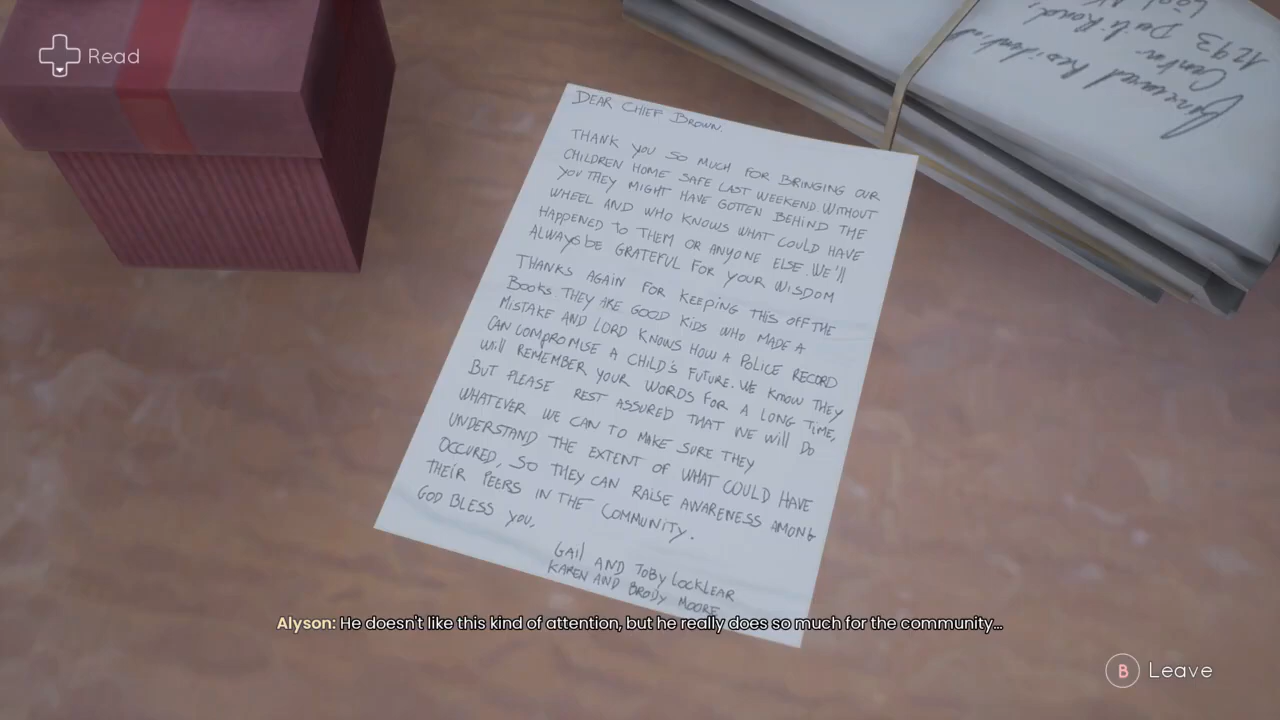 Read
Center
1293
DEAR CHIEF BROWN.
THANK YOU SO MUCH FOR BRINGING OUR
CHILDREN HOME SAFE LAST WEEKEND WITHOUT
YOU THEY MIGHT HAVE GOTTEN BEHIND THE
WHEEL AND WHO KNOWS WHAT COULD HAVE
HAPPENED TO THEM OR ANYONE ELSE. WE'll
ALWAYS BE GRATEFUL FOR YOUR WISDOM
THANKS AGAIN FOR KEEPING THIS OFF THE
BOOKS THEY ARE GOOD KIDS WHO MADE A
MISTAKE AND LORD KNOWS HOW A POLICE RECORD
CAN COMPROMISE A CHILD'S FUTURE. WE KNOW THEY
Will REMEMBER YOUR WORDS FOR A LONG TIME,
BUT PLEASE REST ASSURED THAT WE Will DO
WHATEVER WE CAN TO MAKE SURE THEY
UNDERSTAND THE EXTENT OF WHAT COULD HAVE
OCCURED, SO THEY CAN RAISE AWARENESS AMONG
THEIR PEERS IN THE COMMUNITY.
GOD BLESS YOU,
GAil AND TOBY LOCKLEAR
KAREN AND BRODY MOORE
Alyson: He doesn't like this kind of attention, but he really does so much for the community...
B Leave